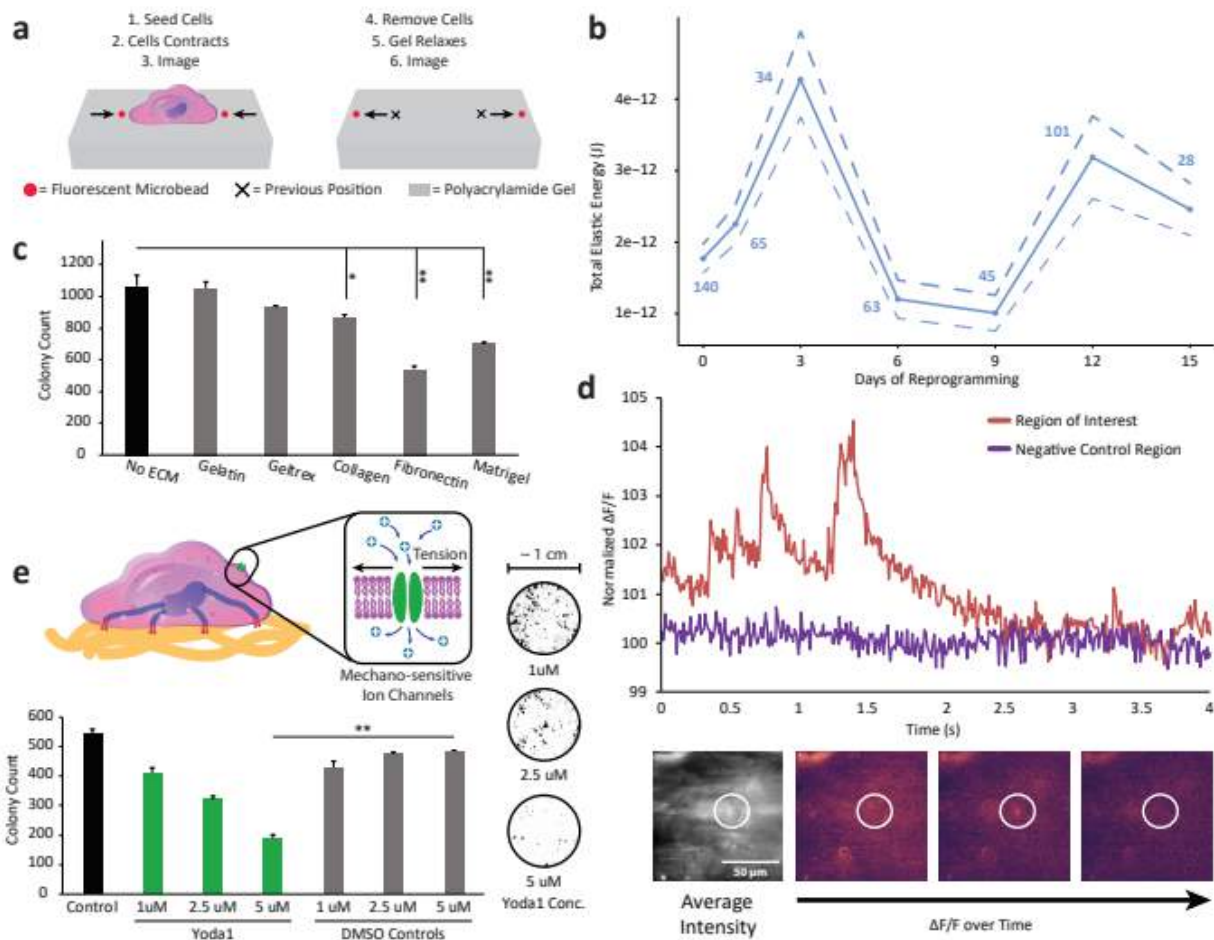 a
1. Seed Cells
2. Cells Contracts
3. Image
4. Remove Cells
5. Gel Relaxes
6. Image
= Fluorescent Microbead
= Previous Position
= Polyacrylamide Gel
b
Total Elastic Energy (J)
4e−12
3e−12
2e−12
1e−12
140
65
34
63
45
101
28
0 3 6 9 12 15
Days of Reprogramming
c
Colony Count
1200
1000
800
600
400
200
0
* ** **
No ECM Gelatin Geltrex Collagen Fibronectin Matrigel
d
Normalized ΔF/F
105
104
103
102
101
100
99
Region of Interest
Negative Control Region
0 0.5 1 1.5 2 2.5 3 3.5 4
Time (s)
50 µm
Average
Intensity
ΔF/F over Time
e
Tension
Mechano-sensitive
Ion Channels
~ 1 cm
1uM
2.5 uM
5 uM
Yoda1 Conc.
Colony Count
600
500
400
300
200
100
0
**
Control 1uM 2.5 uM 5 uM 1 uM 2.5 uM 5 uM
Yoda1 DMSO Controls